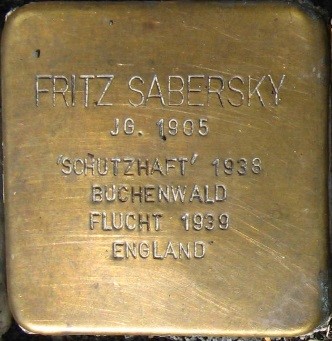 FRITZ SABERSKY
JG. 1905
'SCHUTZHAFT' 1938
BUCHENWALD
FLUCHT 1939
ENGLAND